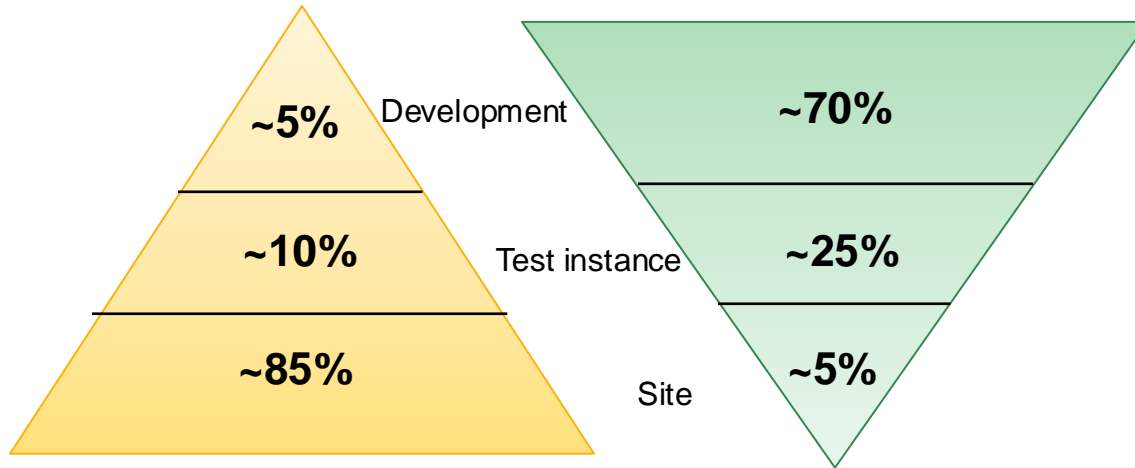 ~5%
Development
~70%
~10%
Test instance
~25%
~85%
Site
~5%